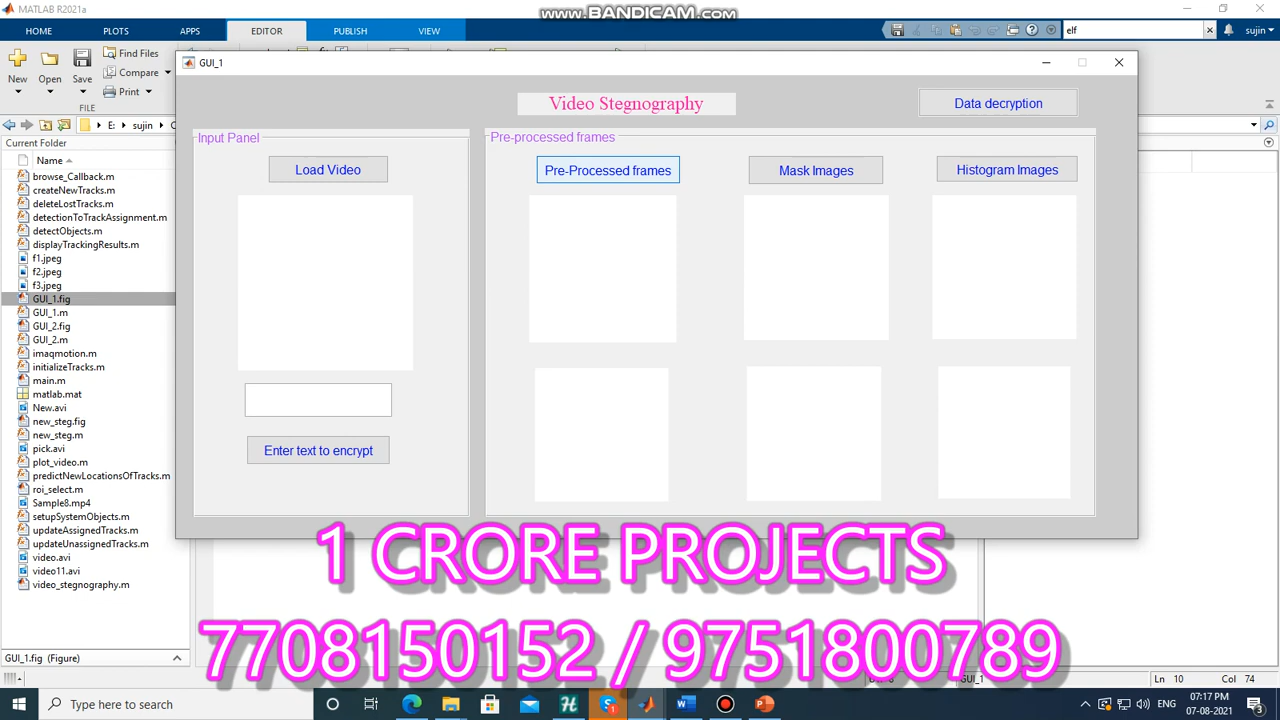 MATLAB R2021a
www.BANDICAM.com
HOME
PLOTS
APPS
EDITOR
PUBLISH
VIEW
elf
sujin
New
Open
Save
Find Files
Compare
Print
FILE
E: › sujin
Current Folder
Name
browse_Callback.m
createNewTracks.m
deleteLostTracks.m
detectionToTrackAssignment.m
detectObjects.m
displayTrackingResults.m
f1.jpeg
f2.jpeg
f3.jpeg
GUI_1.fig
GUI_1.m
GUI_2.fig
GUI_2.m
imaqmotion.m
initializeTracks.m
main.m
matlab.mat
New.avi
new_steg.fig
new_steg.m
pick.avi
plot_video.m
predictNewLocationsOfTracks.m
roi_select.m
Sample8.mp4
setupSystemObjects.m
updateAssignedTracks.m
updateUnassignedTracks.m
video.avi
video11.avi
video_stegnography.m
GUI_1.fig (Figure)
GUI_1
Video Stegnography
Data decryption
Input Panel
Load Video
Enter text to encrypt
Pre-processed frames
Pre-Processed frames
Mask Images
Histogram Images
1 CRORE PROJECTS
7708150152 / 9751800789
GUI_1
Ln 10 Col 74
Type here to search
ENG
07:17 PM
07-08-2021
3